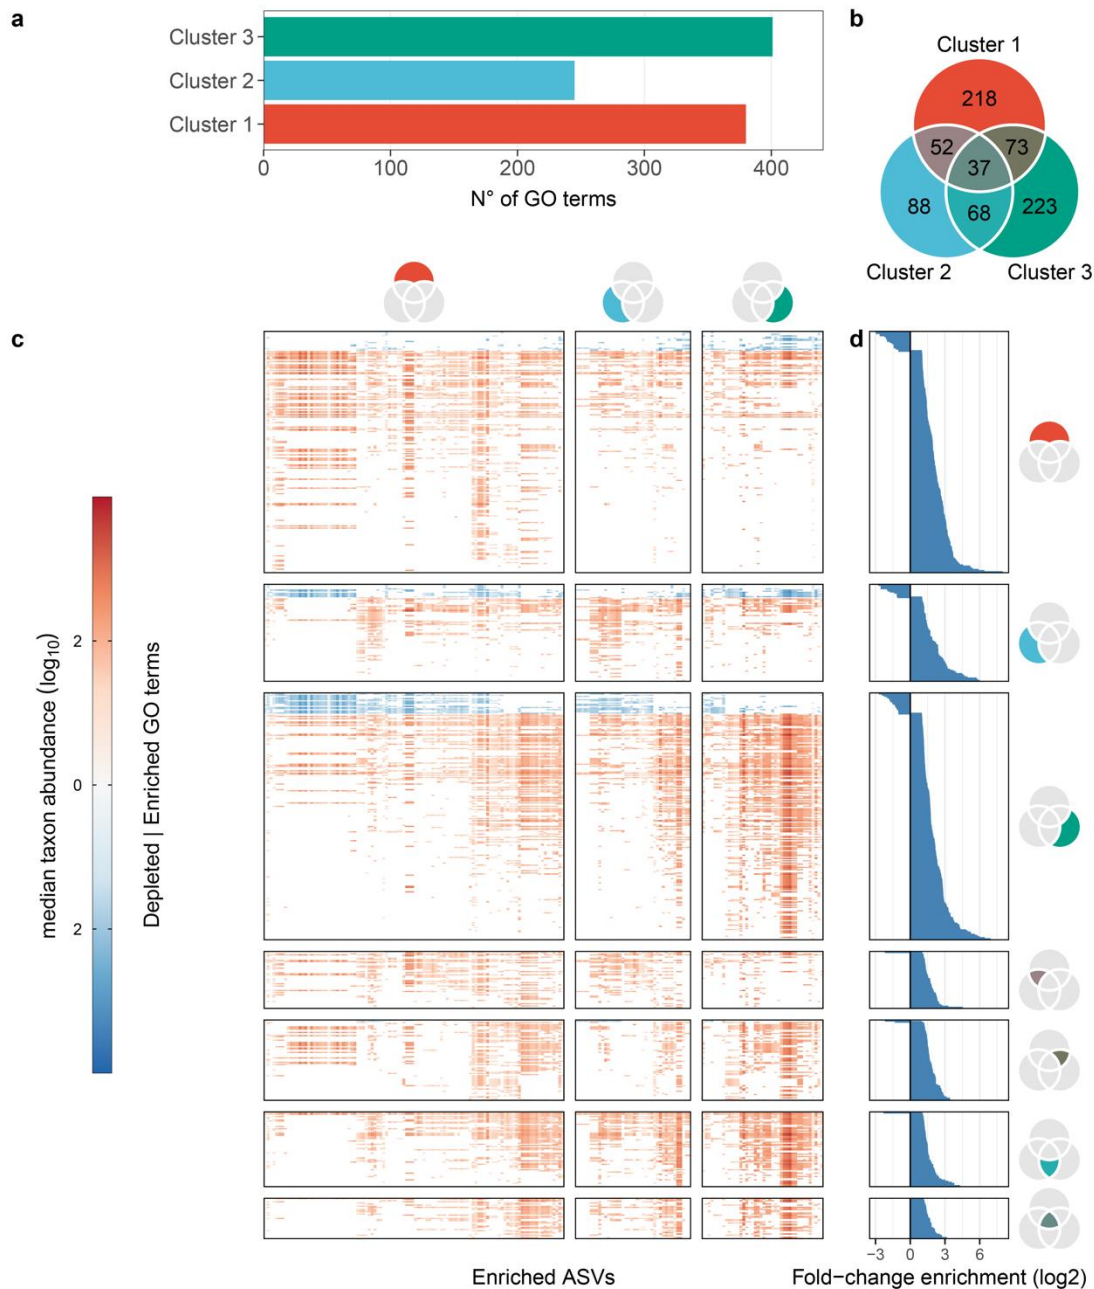 a
Cluster 3
Cluster 2
Cluster 1
0 100 200 300 400
N° of GO terms
b
Cluster 1
218
52 73
37
88 68 223
Cluster 2 Cluster 3
c
median taxon abundance (log10)
2
0
2
Depleted | Enriched GO terms
Enriched ASVs
d
−3 0 3 6
Fold−change enrichment (log2)